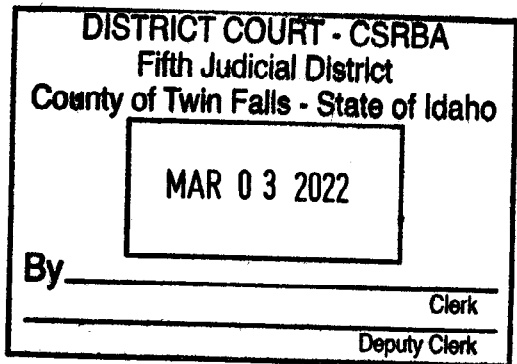 DISTRICT COURT - CSRBA
Fifth Judicial District
County of Twin Falls - State of Idaho
MAR 03 2022
By
Clerk
Deputy Clerk